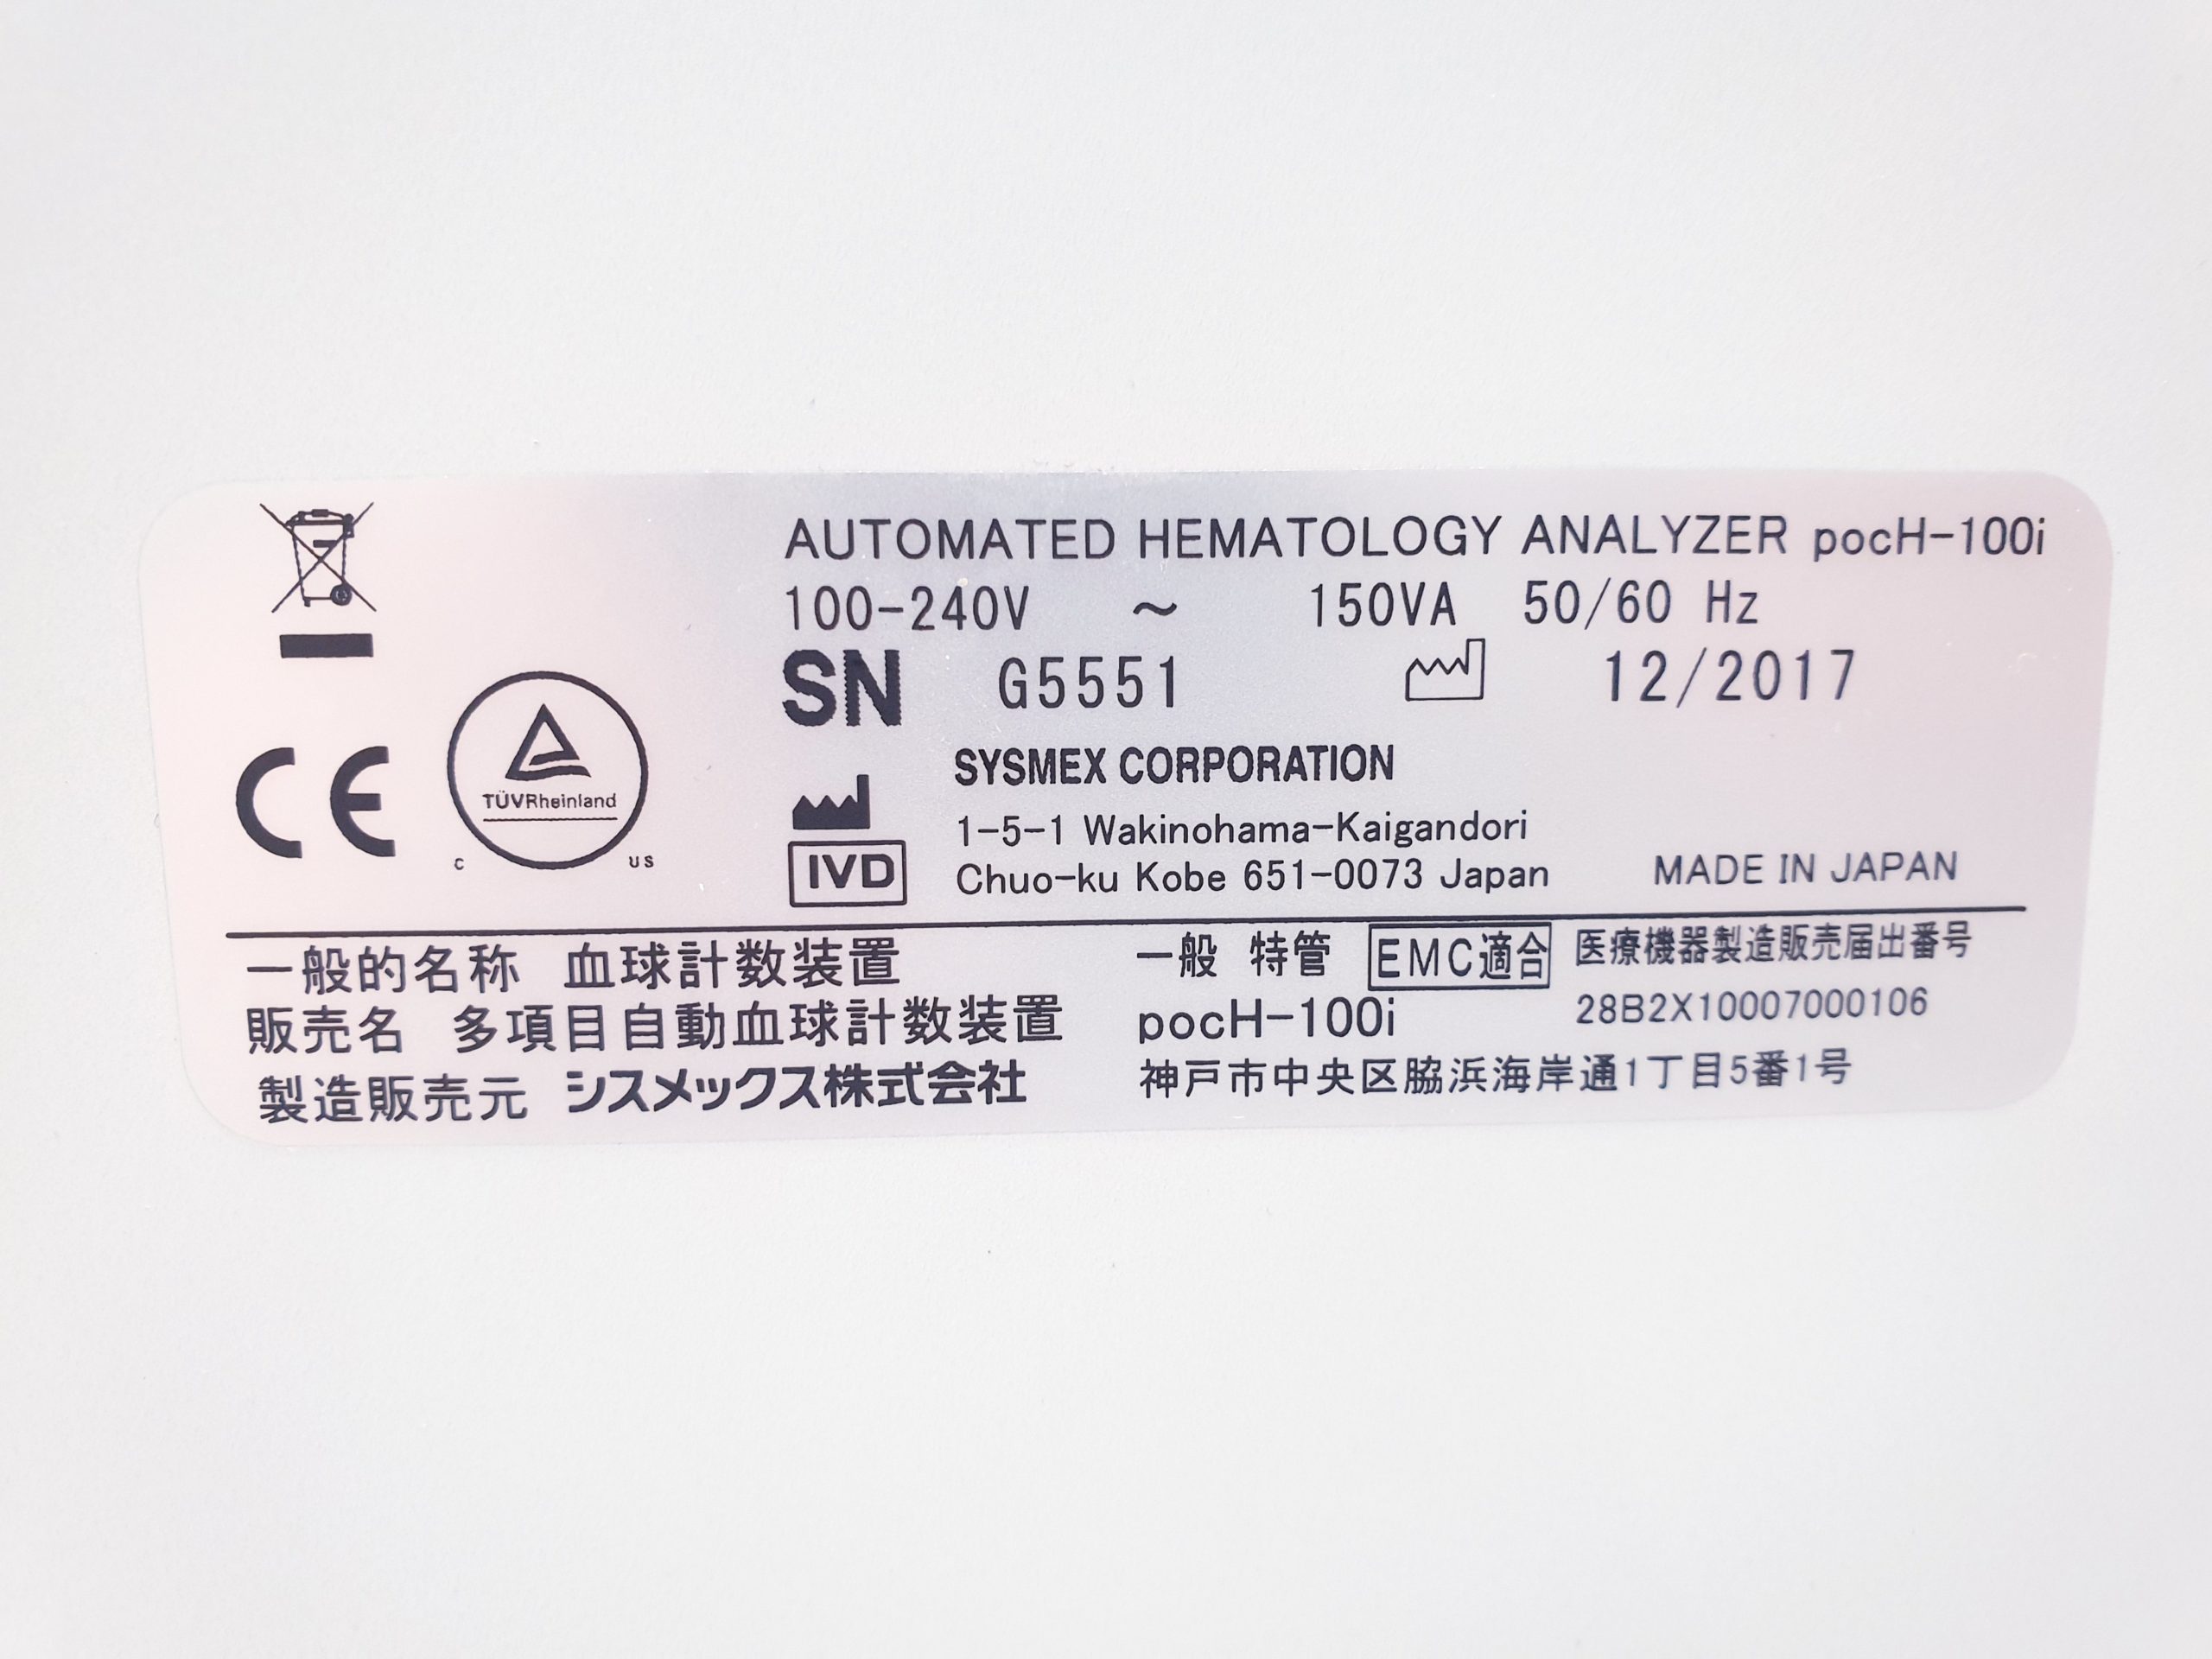 AUTOMATED HEMATOLOGY ANALYZER pocH-100i
100-240V ~ 150VA 50/60 Hz
SN G5551 12/2017
CE
TÜVRheinland
C US
SYSMEX CORPORATION
1-5-1 Wakinohama-Kaigandori
IVD
Chuo-ku Kobe 651-0073 Japan MADE IN JAPAN
一般的名称 血球計数装置 一般 特管 EMC適合 医療機器製造販売届出番号
販売名 多項目自動血球計数装置 pocH-100i 28B2X10007000106
製造販売元 シスメックス株式会社 神戸市中央区脇浜海岸通1丁目5番1号